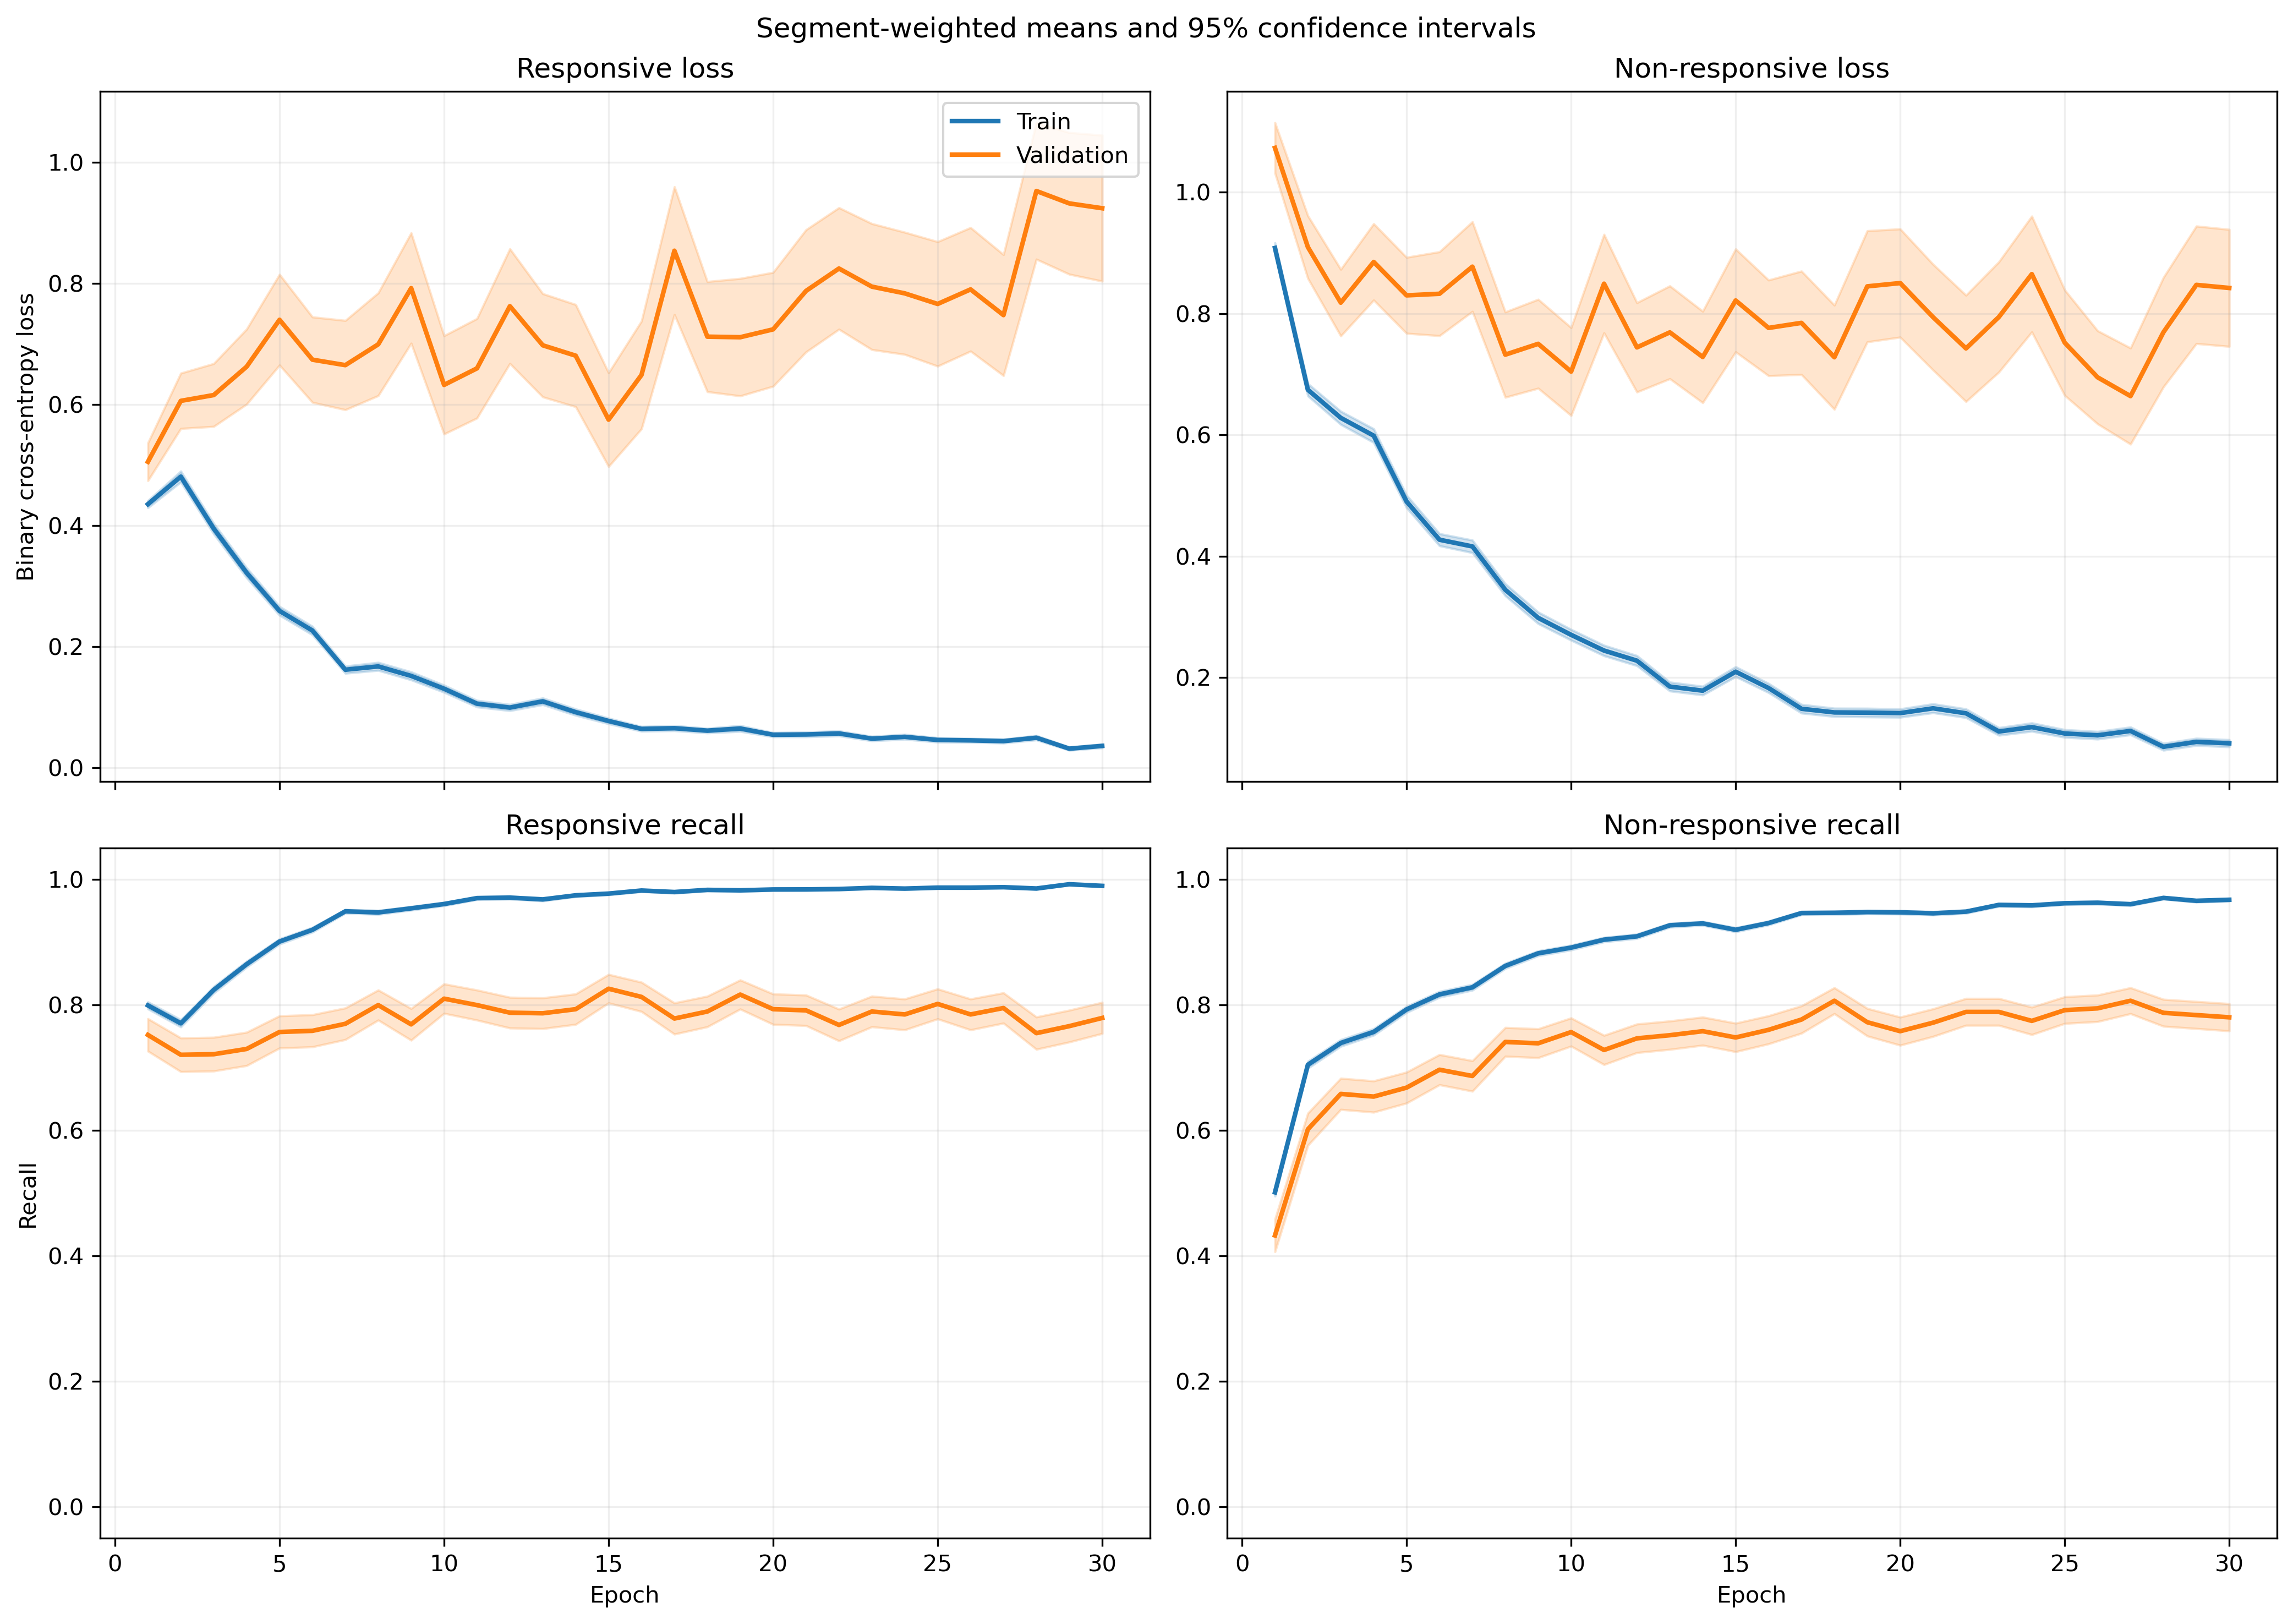 Segment-weighted means and 95% confidence intervals
Responsive loss
Non-responsive loss
Train
Validation
Binary cross-entropy loss
1.0
0.8
0.6
0.4
0.2
0.0
1.0
0.8
0.6
0.4
0.2
Responsive recall
Non-responsive recall
Recall
1.0
0.8
0.6
0.4
0.2
0.0
0 5 10 15 20 25 30
Epoch
1.0
0.8
0.6
0.4
0.2
0.0
0 5 10 15 20 25 30
Epoch